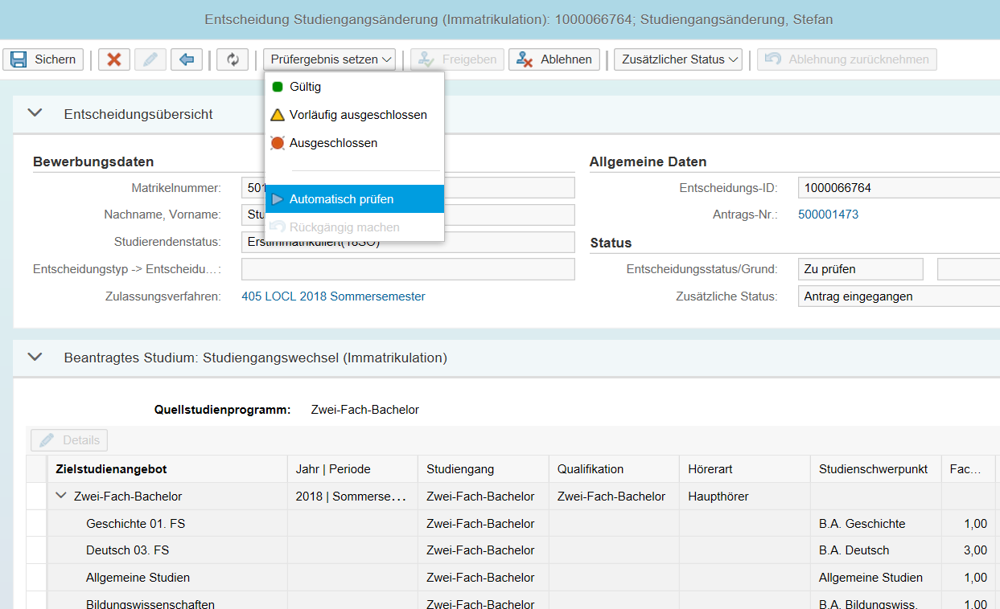 Entscheidung Studiengangsänderung (Immatrikulation): 1000066764; Studiengangsänderung, Stefan
Sichern Prüfergebnis setzen Freigeben Ablehnen Zusätzlicher Status Ablehnung zurücknehmen
Gültig
Vorläufig ausgeschlossen
Ausgeschlossen
Automatisch prüfen
Rückgängig machen
Entscheidungsübersicht
Bewerbungsdaten
Matrikelnummer: 501
Nachname, Vorname: Stu
Studierendenstatus: Erstimmatrikuliert(18SO)
Entscheidungstyp -> Entscheidu…:
Zulassungsverfahren: 405 LOCL 2018 Sommersemester
Allgemeine Daten
Entscheidungs-ID: 1000066764
Antrags-Nr.: 500001473
Status
Entscheidungsstatus/Grund: Zu prüfen
Zusätzliche Status: Antrag eingegangen
Beantragtes Studium: Studiengangswechsel (Immatrikulation)
Quellstudienprogramm: Zwei-Fach-Bachelor
Details
Zielstudienangebot Jahr | Periode Studiengang Qualifikation Hörerart Studienschwerpunkt Fac…
Zwei-Fach-Bachelor 2018 | Sommerse… Zwei-Fach-Bachelor Zwei-Fach-Bachelor Haupthörer
Geschichte 01. FS Zwei-Fach-Bachelor B.A. Geschichte 1,00
Deutsch 03. FS Zwei-Fach-Bachelor B.A. Deutsch 3,00
Allgemeine Studien Zwei-Fach-Bachelor Allgemeine Studien 1,00
Bildungswissenschaften Zwei-Fach-Bachelor B.A. Bildungswiss. 1,00